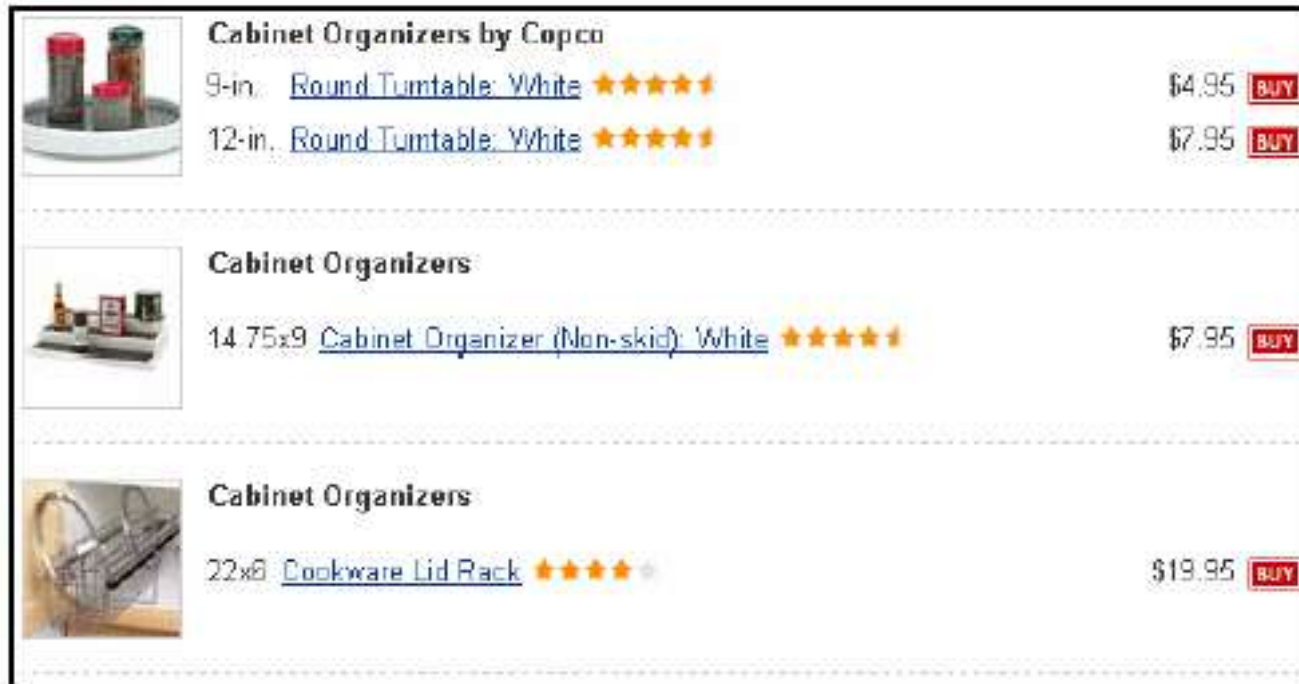 Cabinet Organizers by Copco
9-in. Round Turntable: White $4.95 BUY
12-in. Round Turntable: White $7.95 BUY
Cabinet Organizers
14.75x9 Cabinet Organizer (Non-skid): White $7.95 BUY
Cabinet Organizers
22x6 Cookware Lid Rack $19.95 BUY